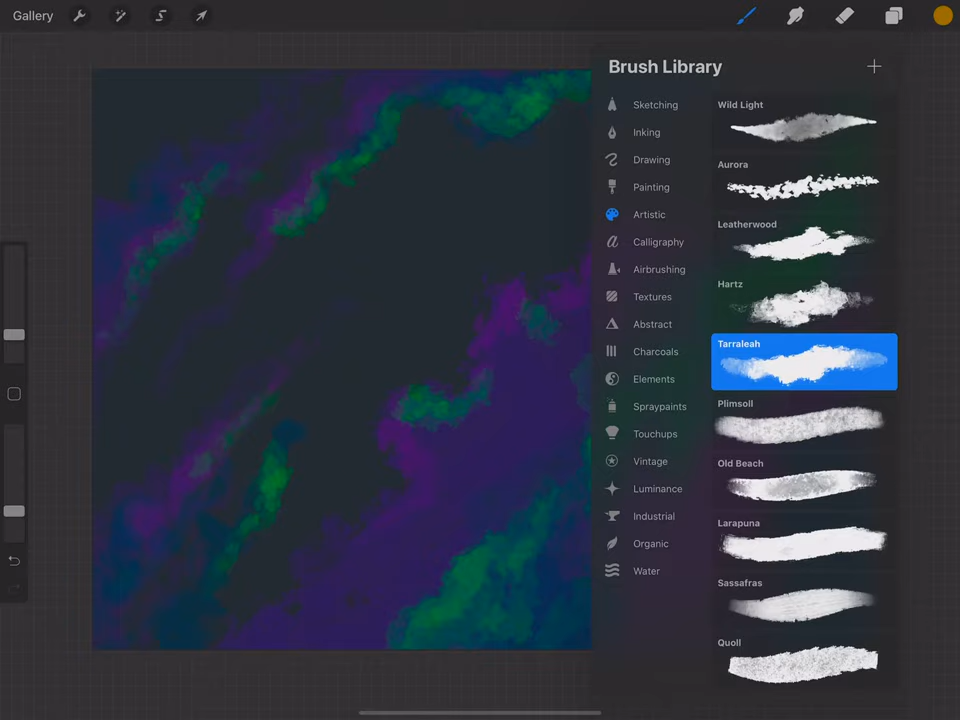 Gallery
Brush Library
Sketching
Inking
Drawing
Painting
Artistic
Calligraphy
Airbrushing
Textures
Abstract
Charcoals
Elements
Spraypaints
Touchups
Vintage
Luminance
Industrial
Organic
Water
Wild Light
Aurora
Leatherwood
Hartz
Tarraleah
Plimsoll
Old Beach
Larapuna
Sassafras
Quoll